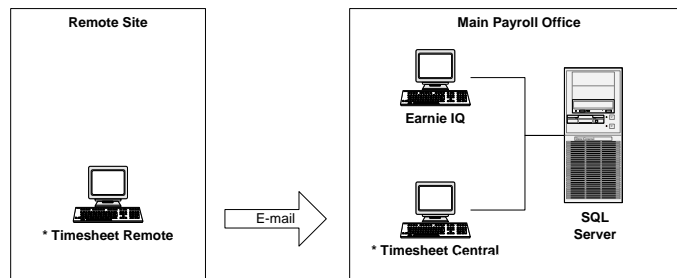 Remote Site
* Timesheet Remote
E-mail
Main Payroll Office
Earnie IQ
* Timesheet Central
SQL
Server